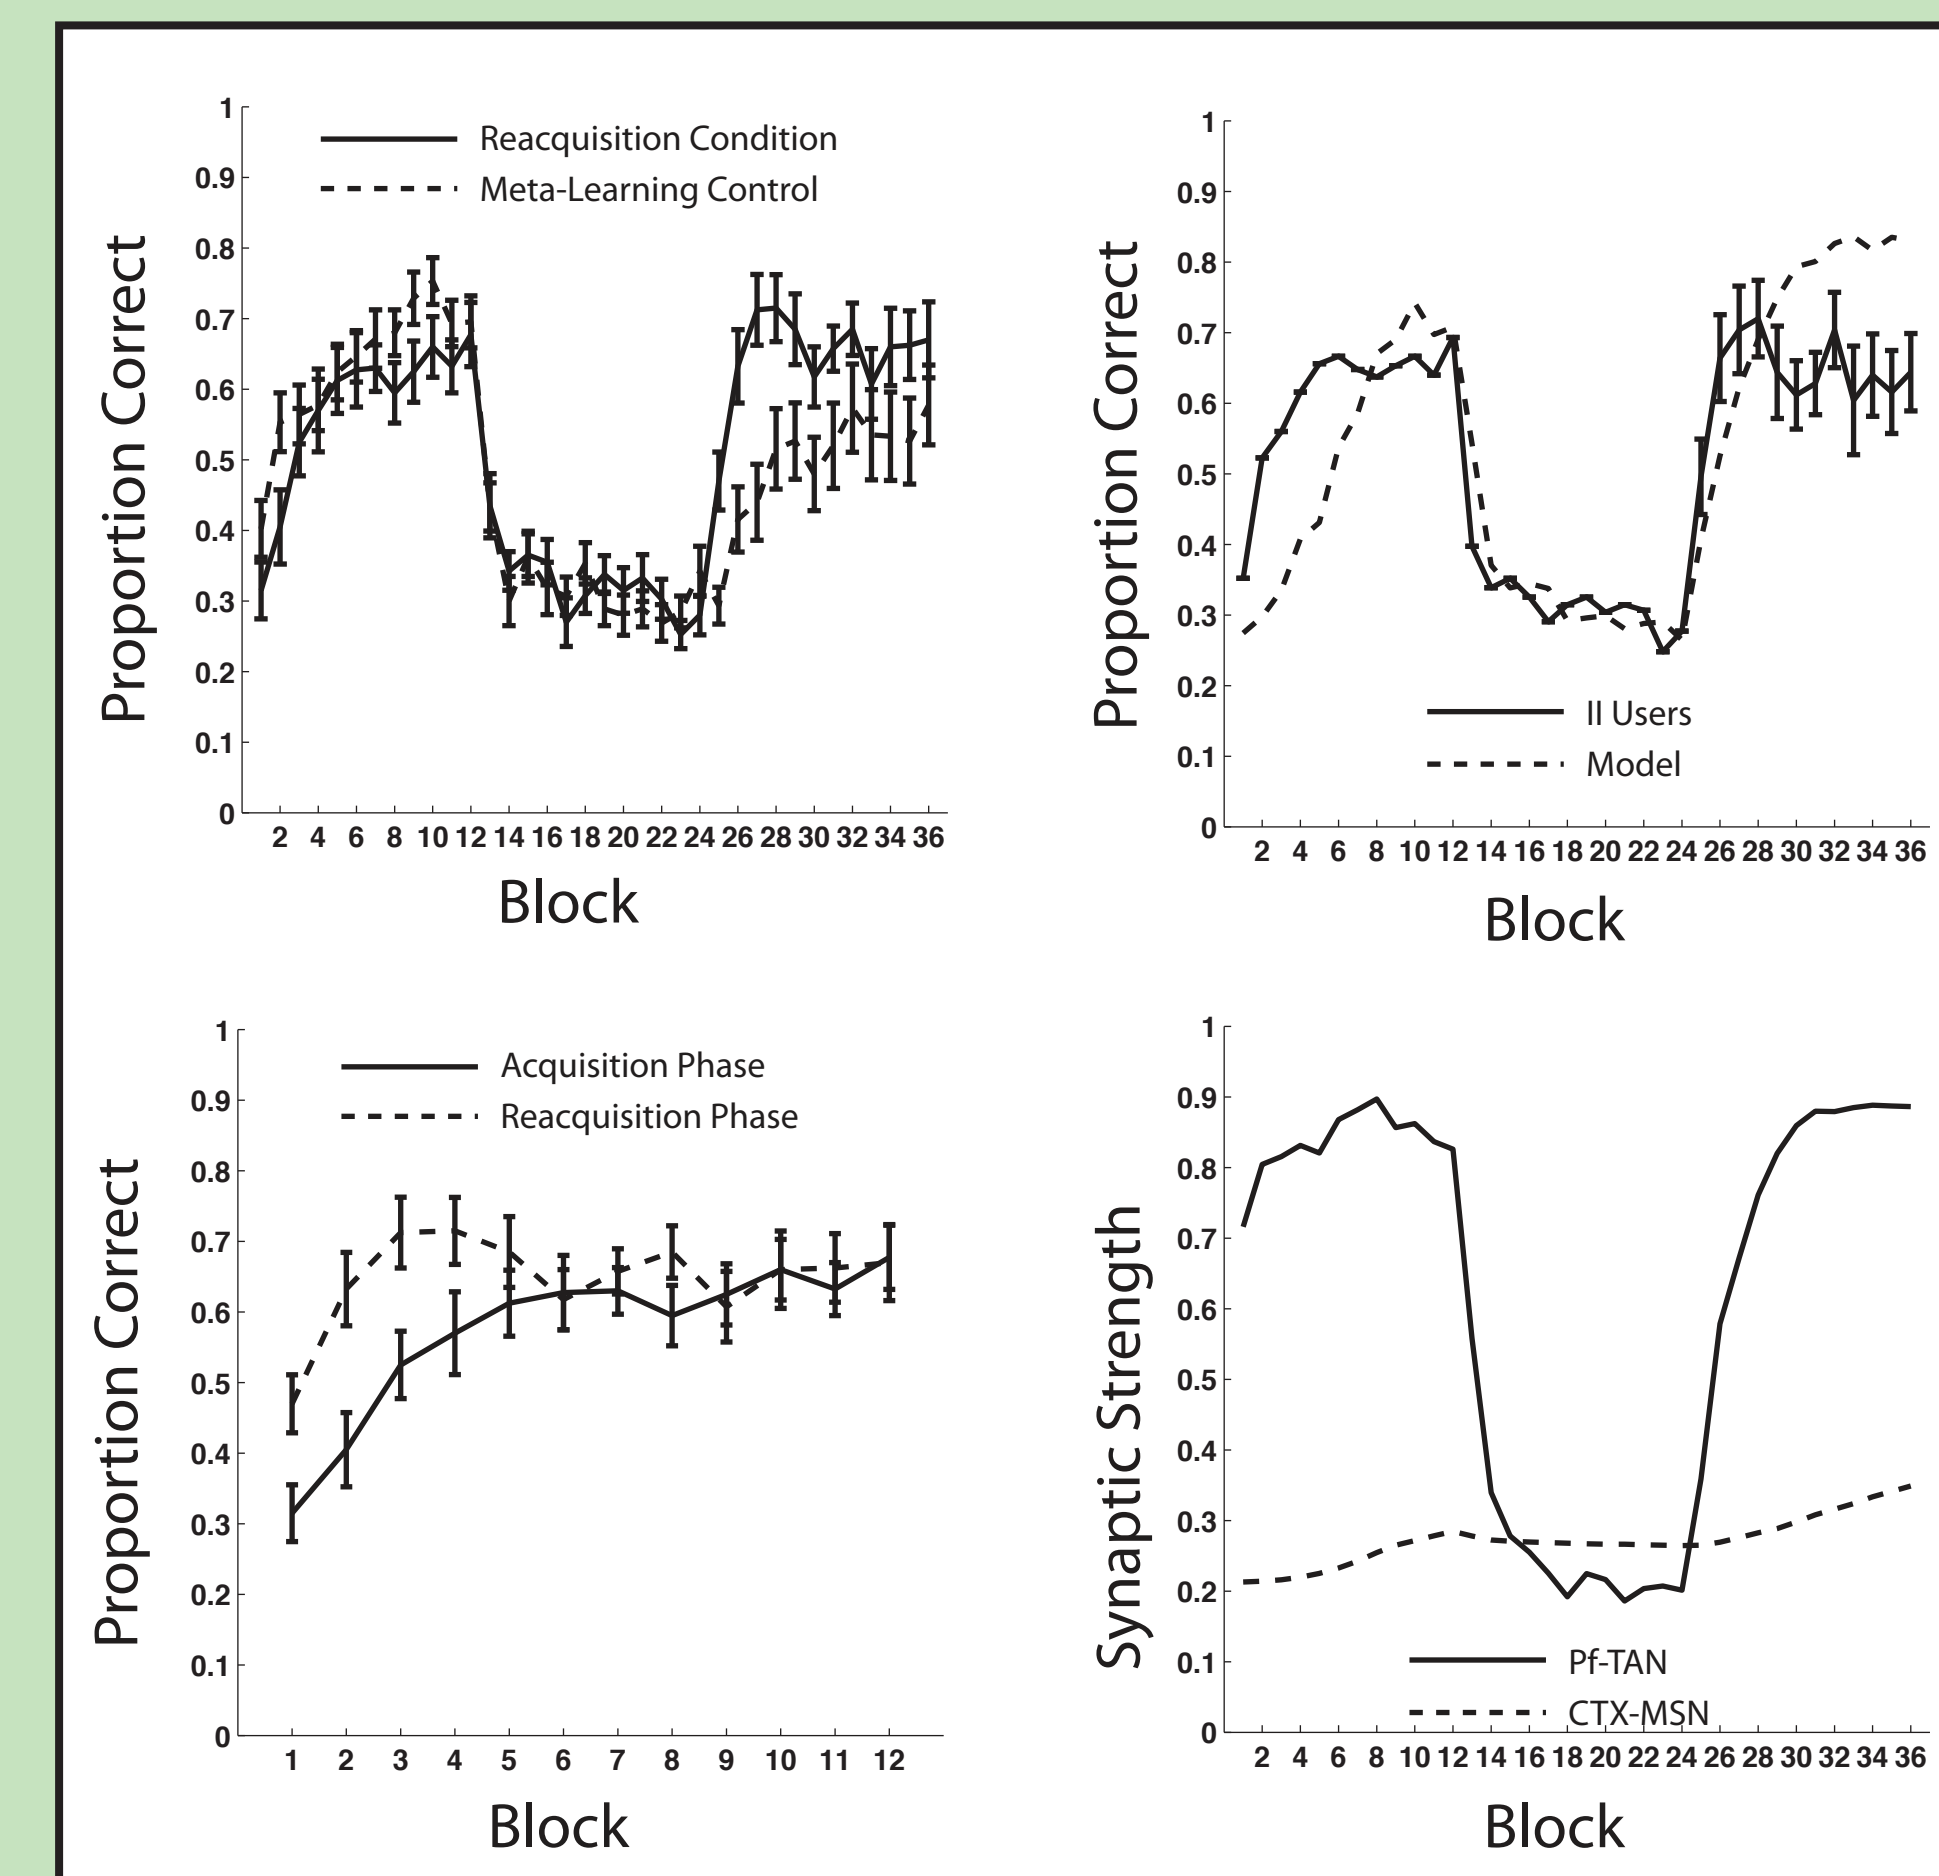 Reacquisition Condition
Meta-Learning Control
Proportion Correct
1
0.9
0.8
0.7
0.6
0.5
0.4
0.3
0.2
0.1
0
2 4 6 8 10 12 14 16 18 20 22 24 26 28 30 32 34 36
Block
II Users
Model
Proportion Correct
1
0.9
0.8
0.7
0.6
0.5
0.4
0.3
0.2
0.1
0
2 4 6 8 10 12 14 16 18 20 22 24 26 28 30 32 34 36
Block
Acquisition Phase
Reacquisition Phase
Proportion Correct
1
0.9
0.8
0.7
0.6
0.5
0.4
0.3
0.2
0.1
0
1 2 3 4 5 6 7 8 9 10 11 12
Block
Pf-TAN
CTX-MSN
Synaptic Strength
1
0.9
0.8
0.7
0.6
0.5
0.4
0.3
0.2
0.1
0
2 4 6 8 10 12 14 16 18 20 22 24 26 28 30 32 34 36
Block